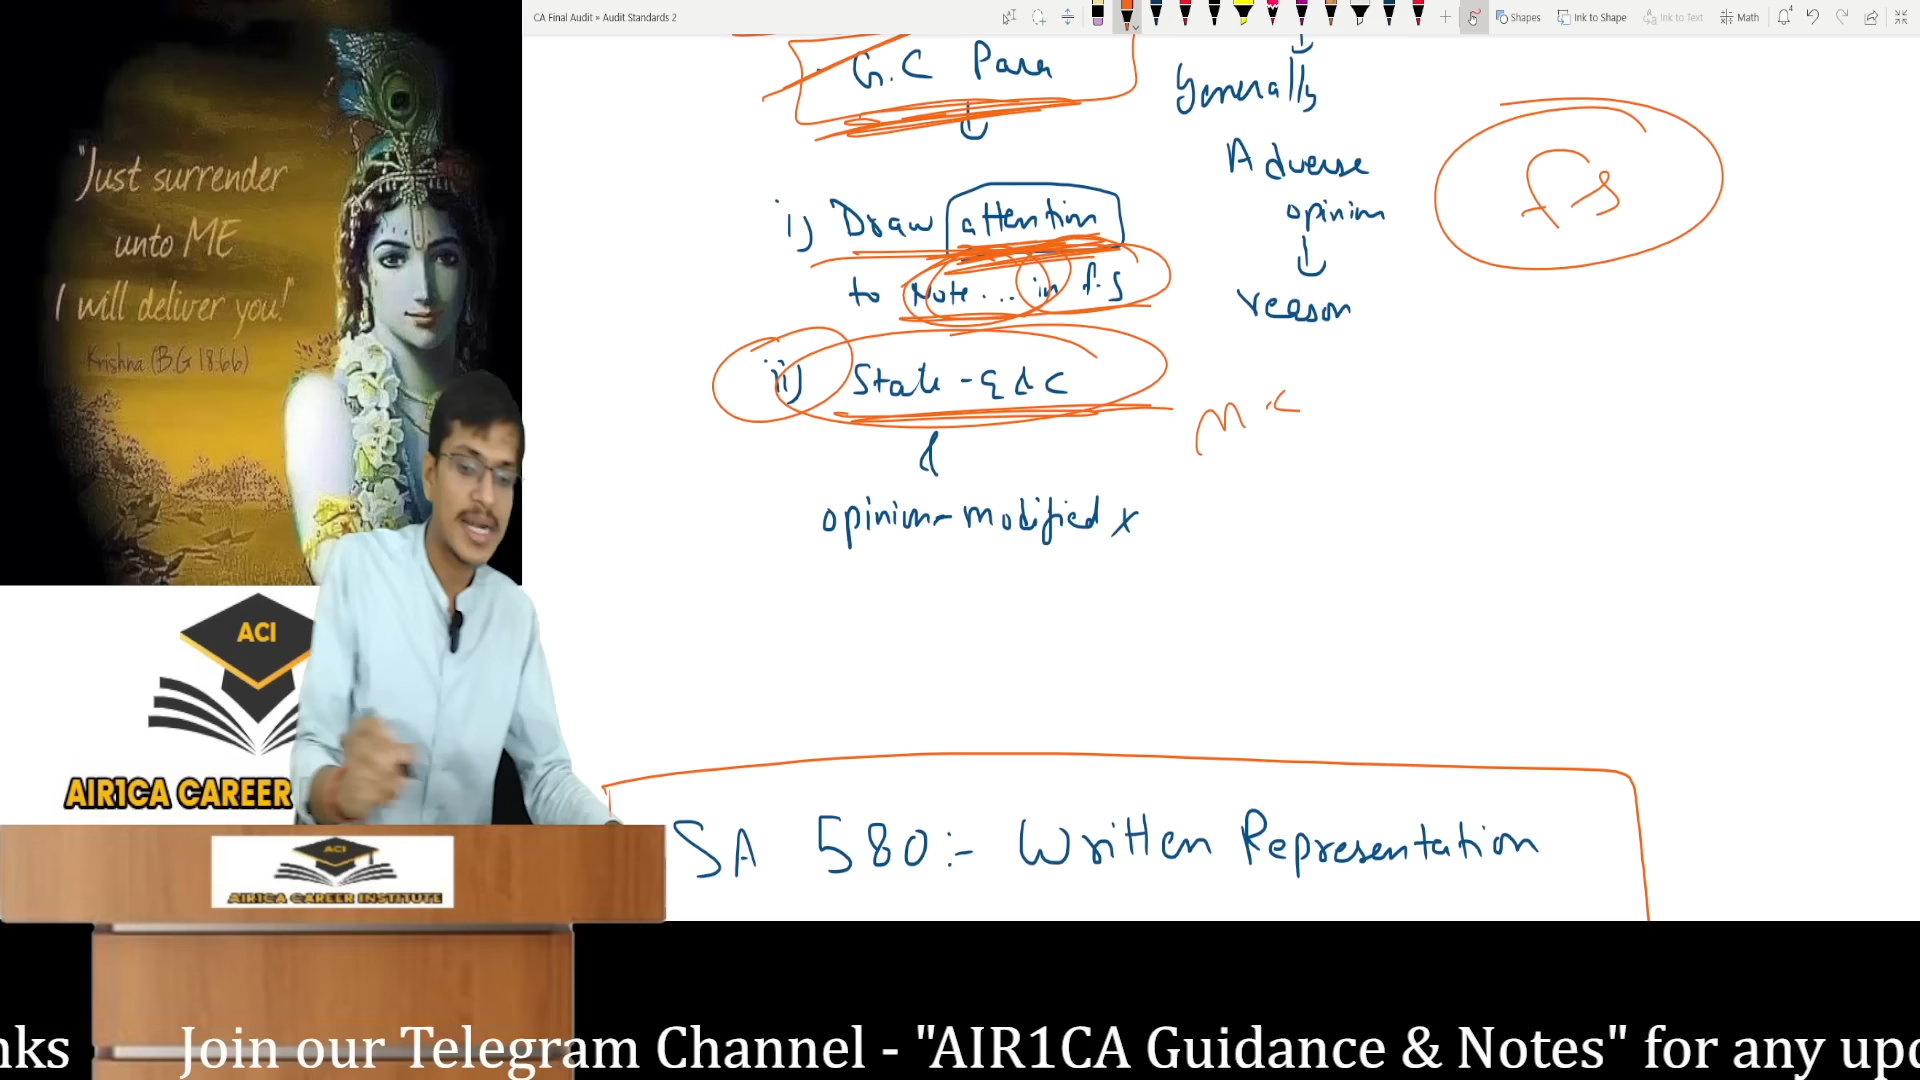 CA Final Audit » Audit Standards 2
Shapes
Ink to Shape
Ink to Text
Math
"Just surrender
unto ME
I will deliver you!"
Krishna (B.G 18:66)
G.C Para
i) Draw attention
to Note... in f.s
ii) State -
opinion - modified x
Generally
Adverse
opinion
reason
fs
M.C
SA 580:- Written Representation
ACI
AIR1CA CAREER
ACI
AIR1CA CAREER INSTITUTE
Join our Telegram Channel - "AIR1CA Guidance & Notes" for any